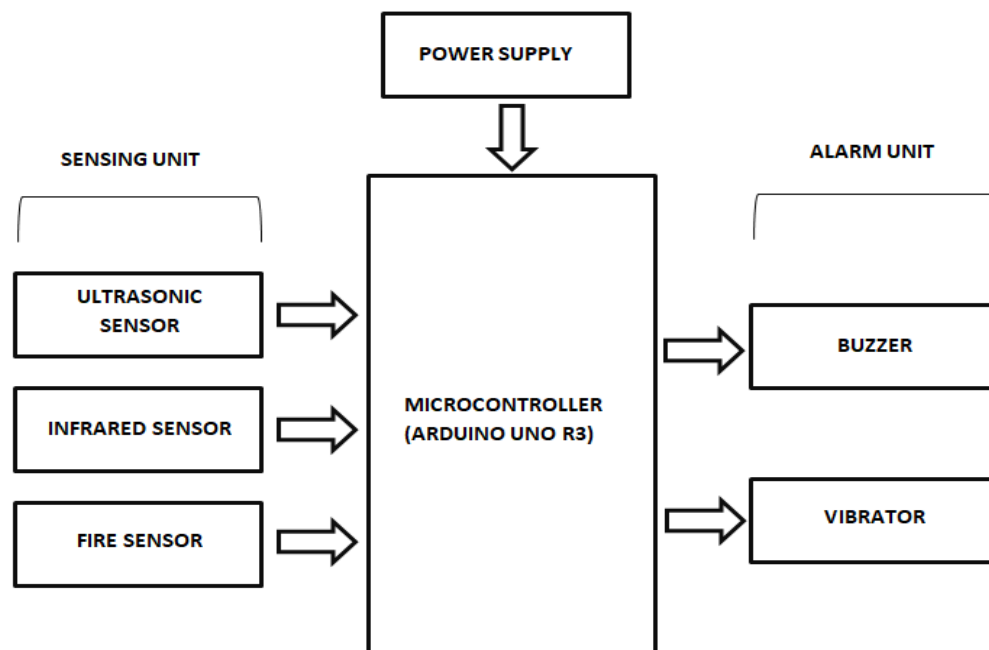 POWER SUPPLY
SENSING UNIT
ALARM UNIT
ULTRASONIC
SENSOR
INFRARED SENSOR
FIRE SENSOR
MICROCONTROLLER
(ARDUINO UNO R3)
BUZZER
VIBRATOR